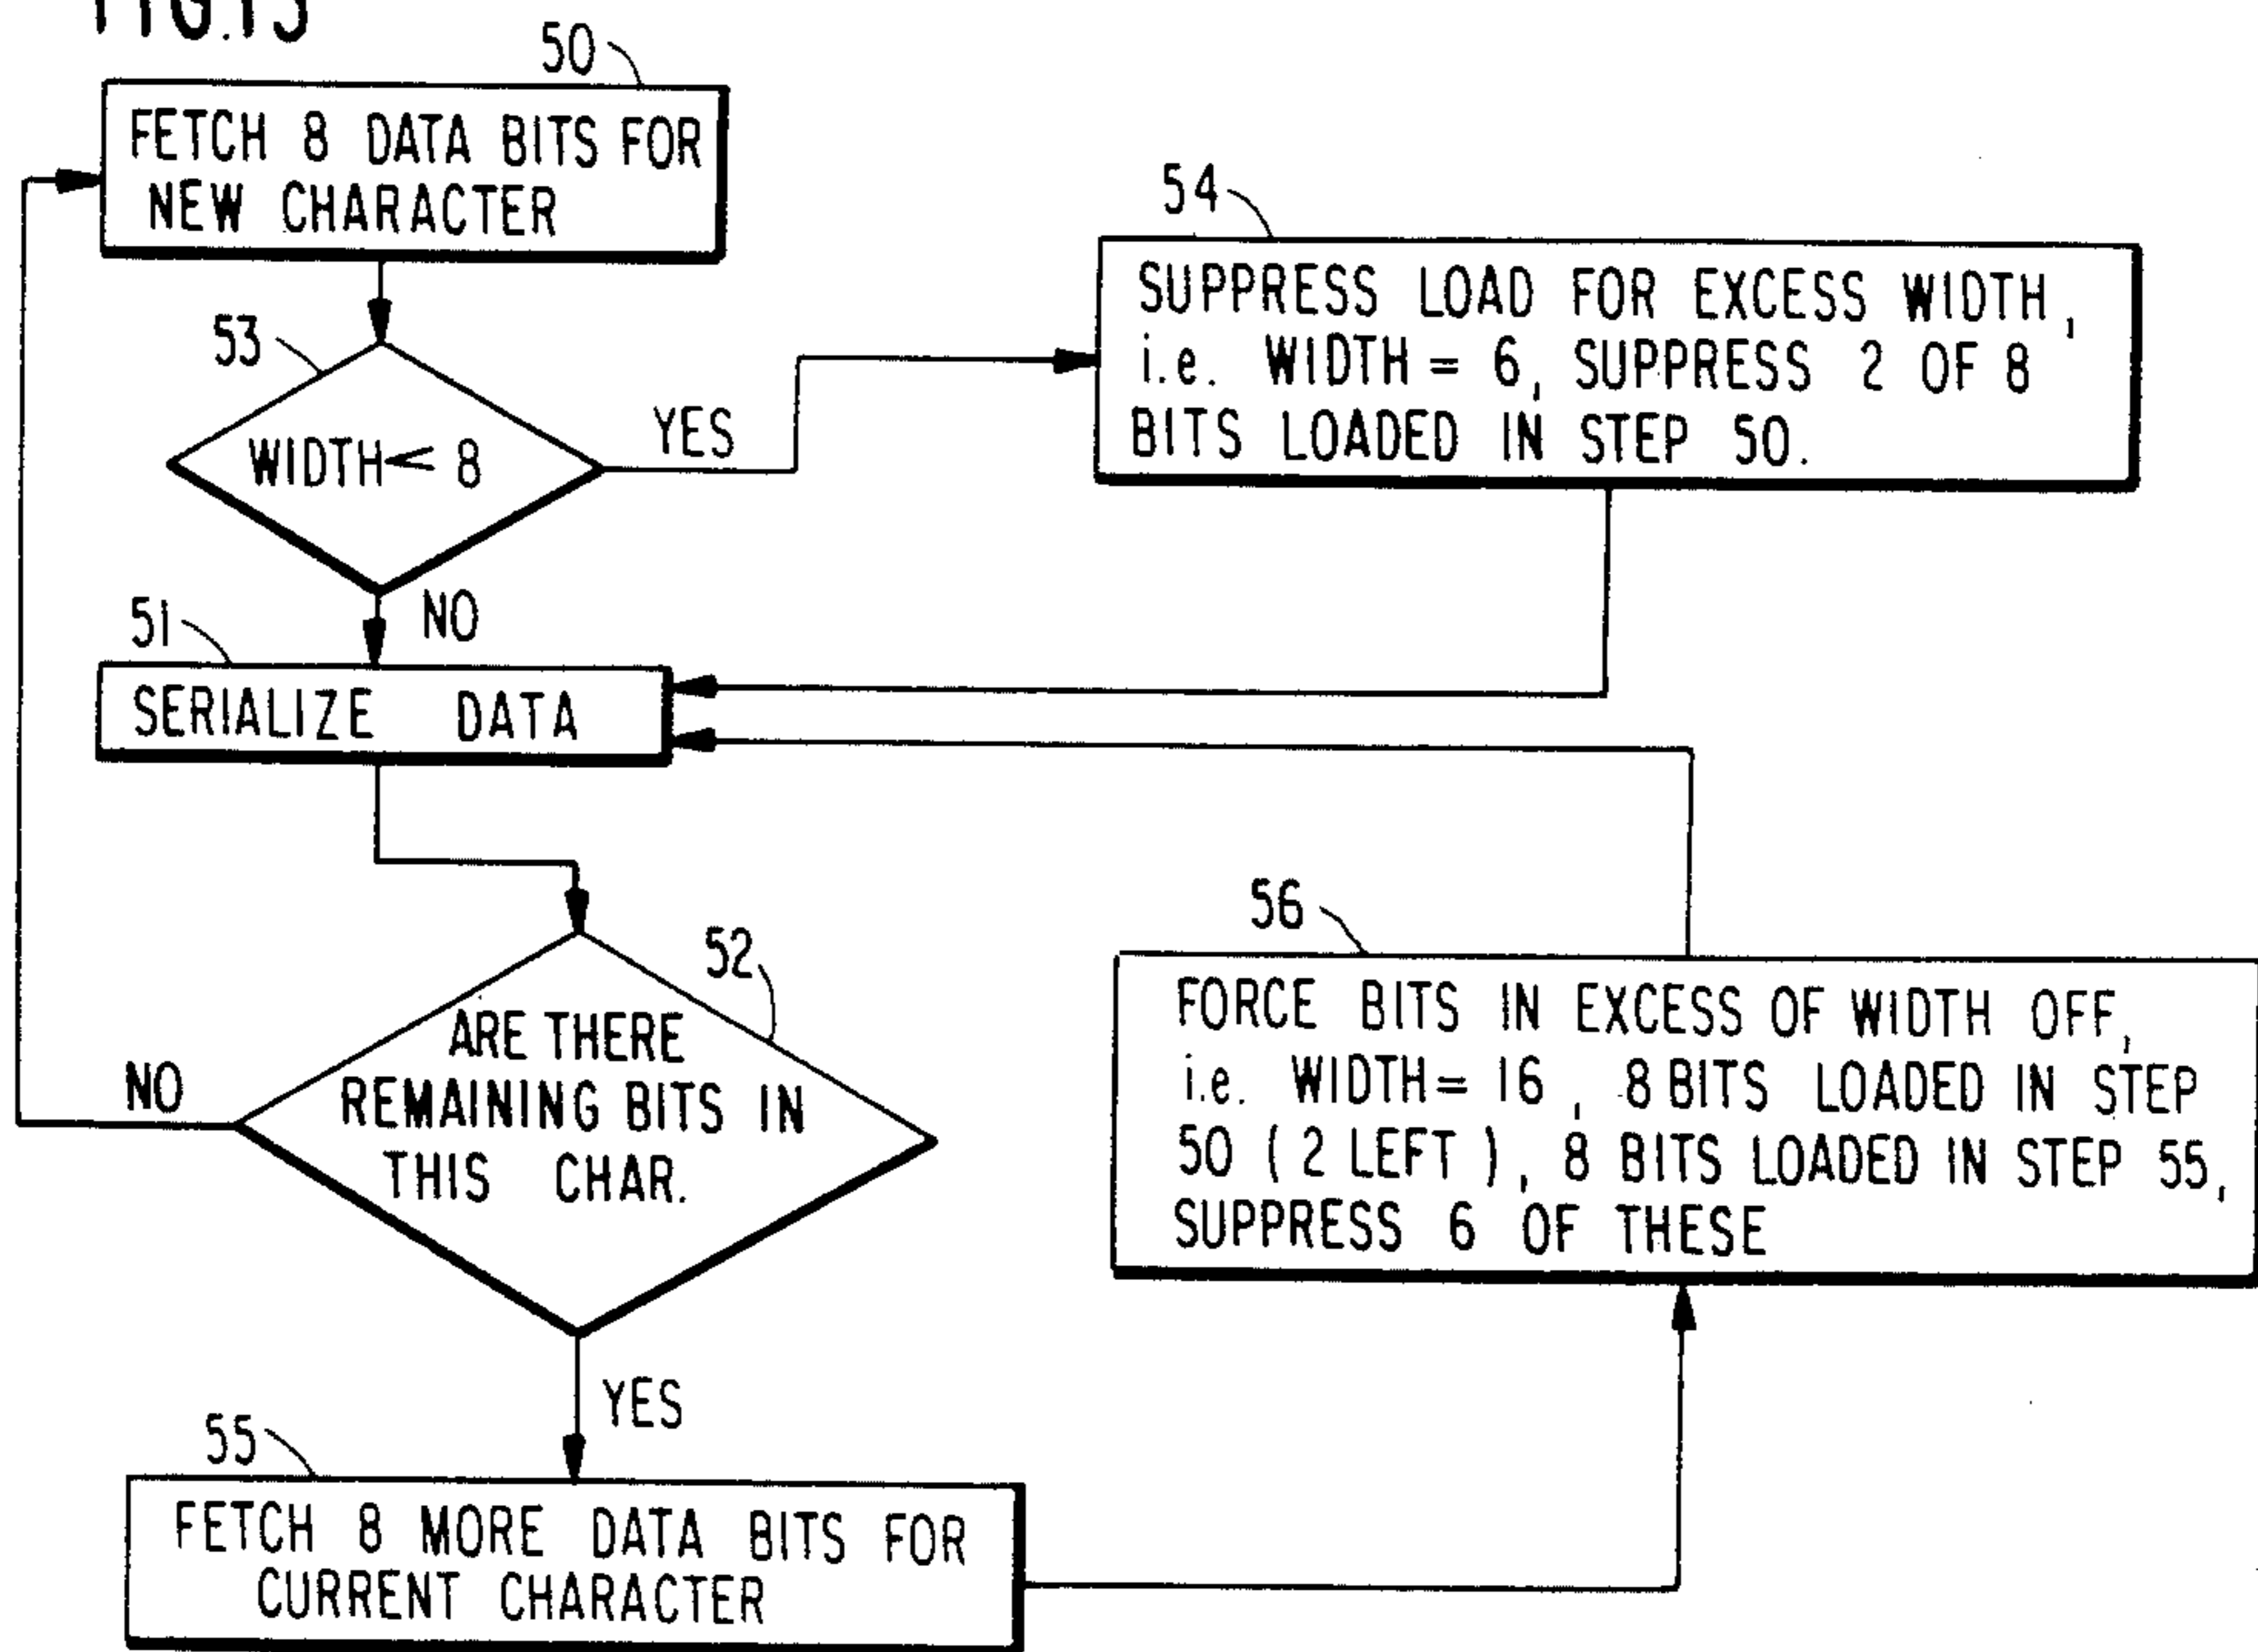 FIG.13
50
FETCH 8 DATA BITS FOR
NEW CHARACTER
54
SUPPRESS LOAD FOR EXCESS WIDTH,
i.e. WIDTH = 6, SUPPRESS 2 OF 8
BITS LOADED IN STEP 50.
53
WIDTH < 8
YES
NO
51
SERIALIZE DATA
52
ARE THERE
REMAINING BITS IN
THIS CHAR.
NO
YES
56
FORCE BITS IN EXCESS OF WIDTH OFF,
i.e. WIDTH = 16, 8 BITS LOADED IN STEP
50 ( 2 LEFT ), 8 BITS LOADED IN STEP 55,
SUPPRESS 6 OF THESE
55
FETCH 8 MORE DATA BITS FOR
CURRENT CHARACTER